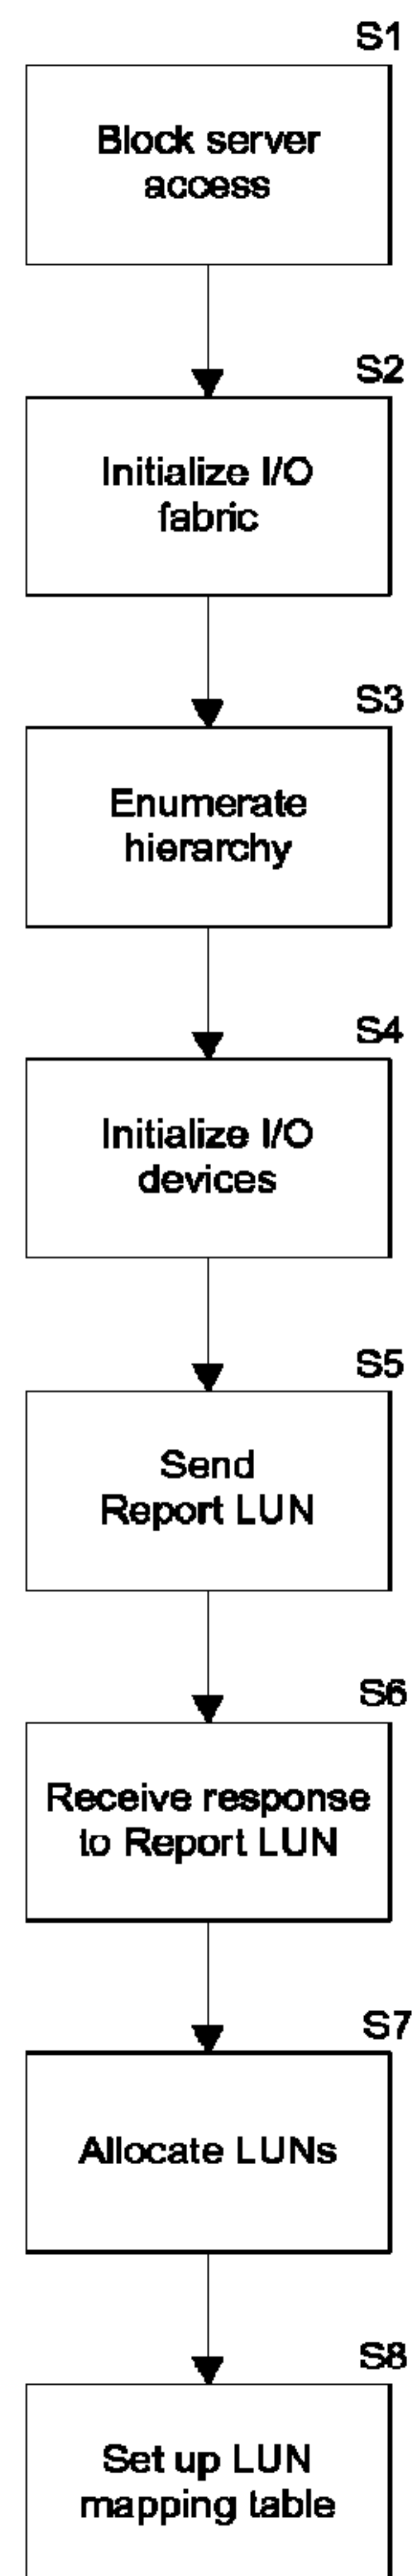 S1
Block server
access
S2
Initialize I/O
fabric
S3
Enumerate
hierarchy
S4
Initialize I/O
devices
S5
Send
Report LUN
S6
Receive response
to Report LUN
S7
Allocate LUNs
S8
Set up LUN
mapping table